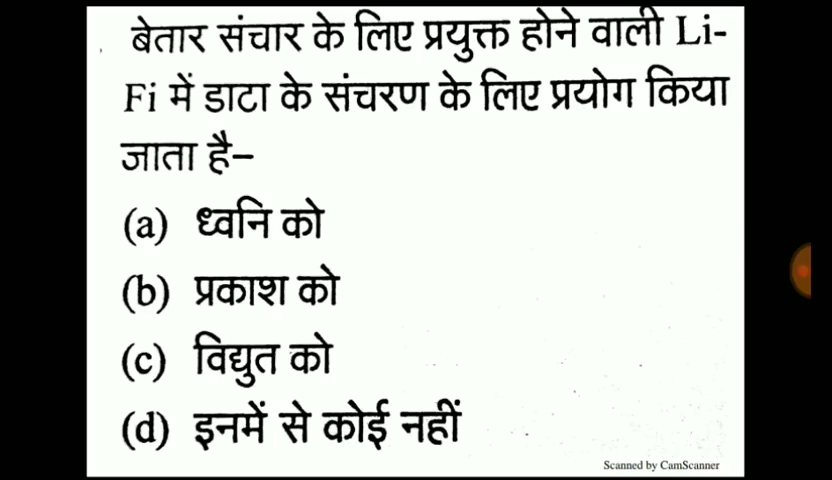 बेतार संचार के लिए प्रयुक्त होने वाली Li-
Fi में डाटा के संचरण के लिए प्रयोग किया
जाता है–
(a) ध्वनि को
(b) प्रकाश को
(c) विद्युत को
(d) इनमें से कोई नहीं
Scanned by CamScanner